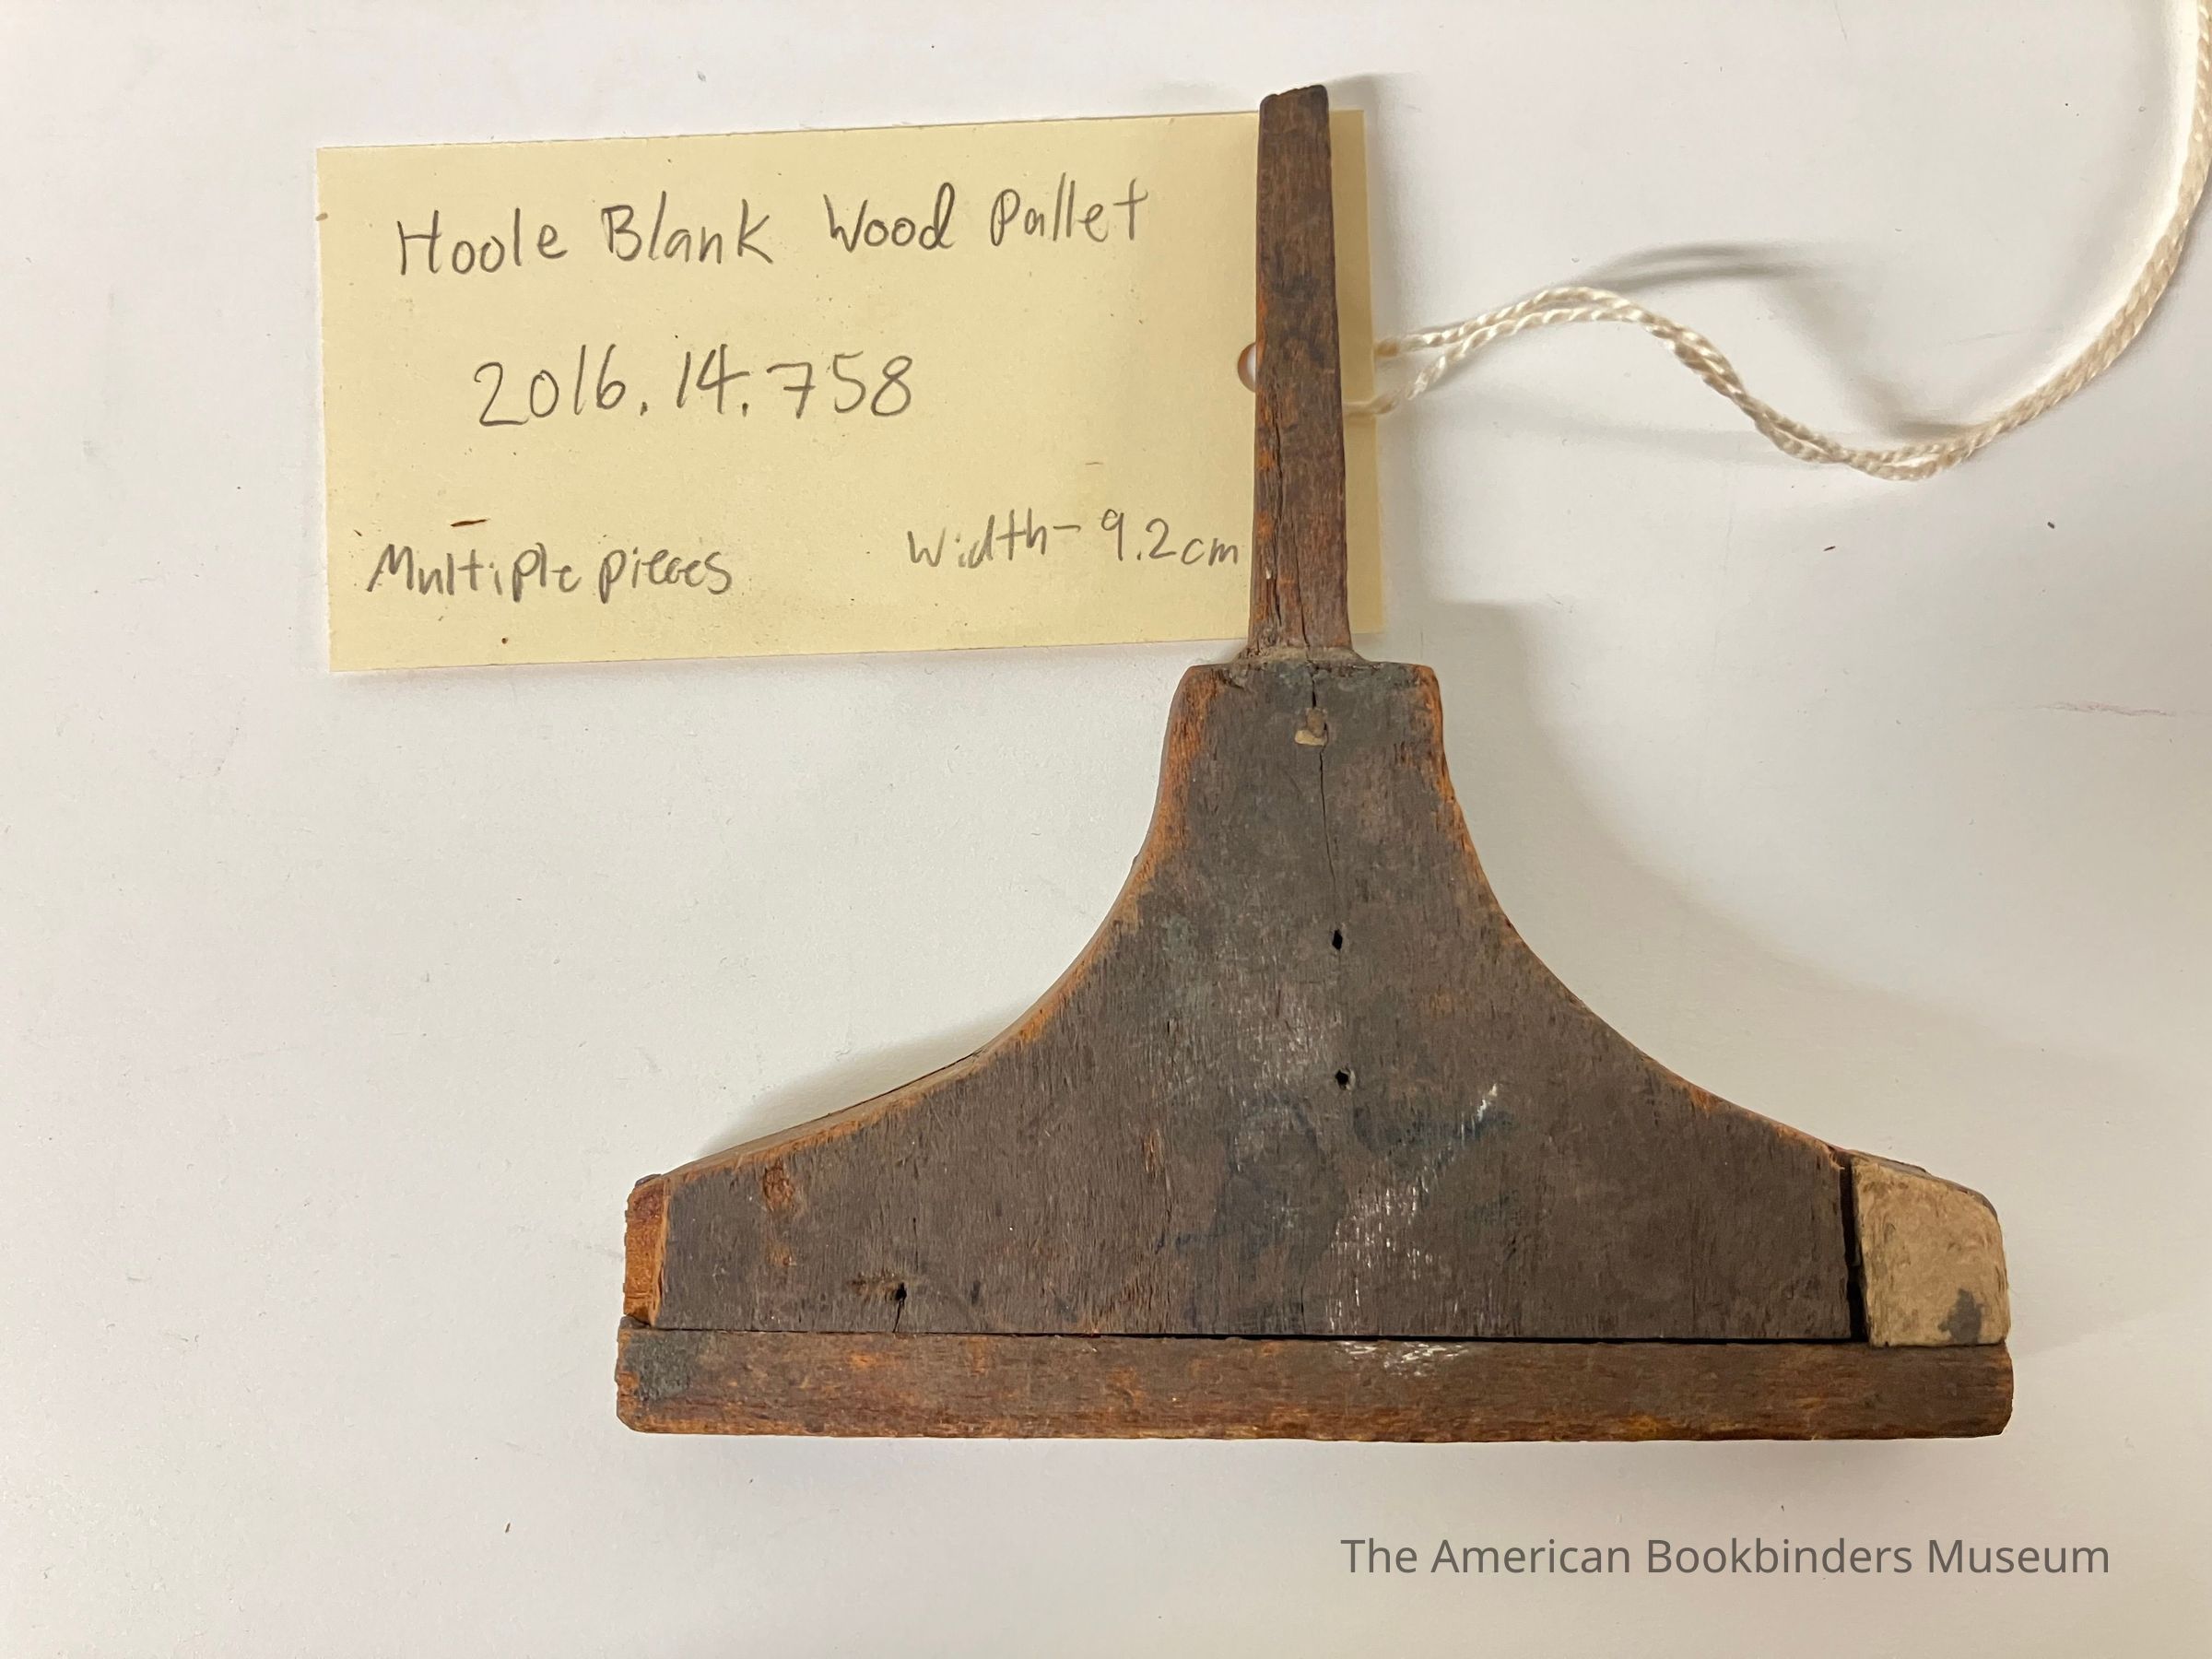 Hoole Blank Wood Pallet
2016.14.758
Multiple pieces Width- 9.2cm
The American Bookbinders Museum